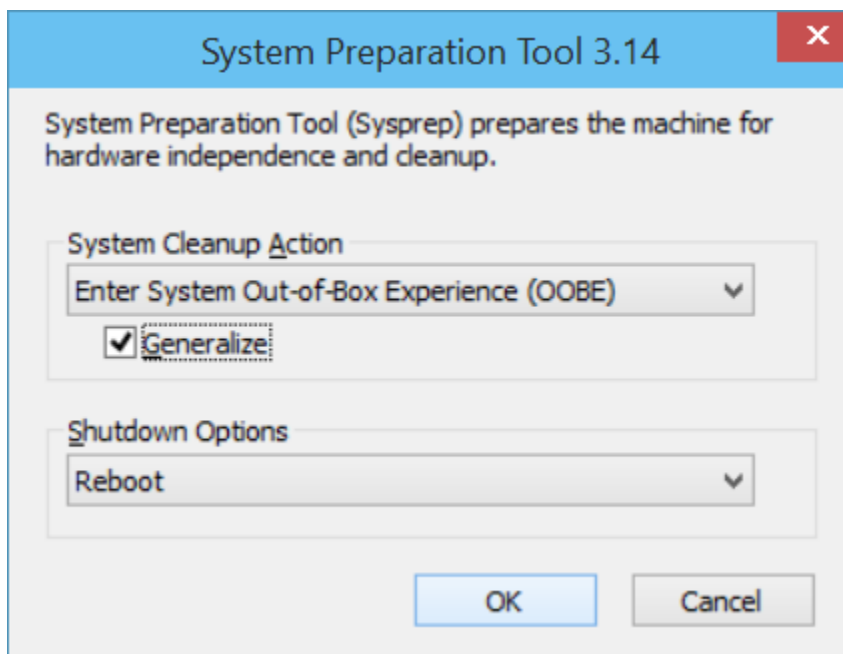 System Preparation Tool 3.14
System Preparation Tool (Sysprep) prepares the machine for
hardware independence and cleanup.
System Cleanup Action
Enter System Out-of-Box Experience (OOBE)
Generalize
Shutdown Options
Reboot
OK
Cancel